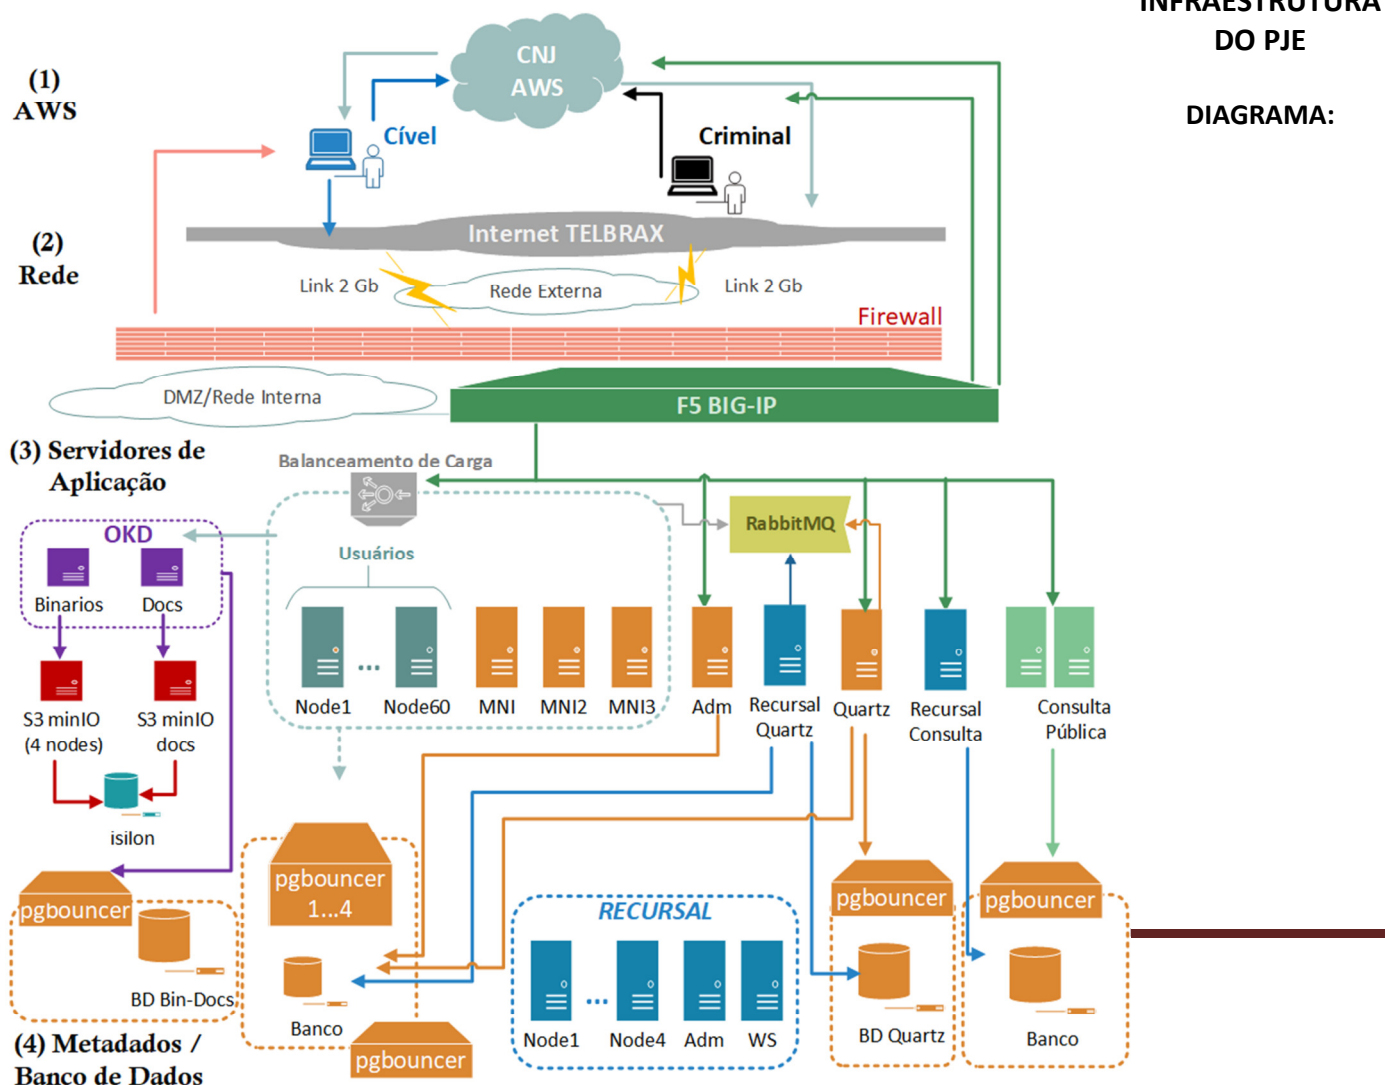 INFRAESTRUTURA
DO PJE
DIAGRAMA:
(1)
AWS
CNJ
AWS
Cível
Criminal
(2)
Rede
Internet TELBRAX
Link 2 Gb
Rede Externa
Link 2 Gb
Firewall
DMZ/Rede Interna
F5 BIG-IP
(3) Servidores de
Aplicação
Balanceamento de Carga
OKD
Binarios
Docs
Usuários
RabbitMQ
S3 minIO
(4 nodes)
S3 minIO
docs
isilon
Node1
...
Node60
MNI
MNI2
MNI3
Adm
Recursal
Quartz
Quartz
Recursal
Consulta
Consulta
Pública
pgbouncer
BD Bin-Docs
pgbouncer
1...4
Banco
pgbouncer
RECURSAL
Node1
...
Node4
Adm
WS
pgbouncer
BD Quartz
pgbouncer
Banco
(4) Metadados /
Banco de Dados